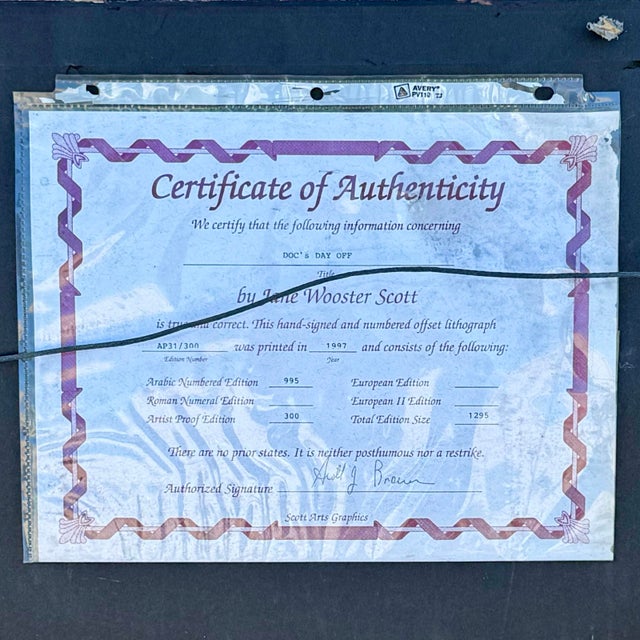 AVERY®
Certificate of Authenticity
We certify that the following information concerning
DOC's DAY OFF
Title
by Jane Wooster Scott
is true and correct. This hand-signed and numbered offset lithograph
AP31/300 was printed in 1997 and consists of the following:
Edition Number Year
Arabic Numbered Edition 995 European Edition
Roman Numeral Edition European II Edition
Artist Proof Edition 300 Total Edition Size 1295
There are no prior states. It is neither posthumous nor a restrike.
Authorized Signature
Scott Arts Graphics